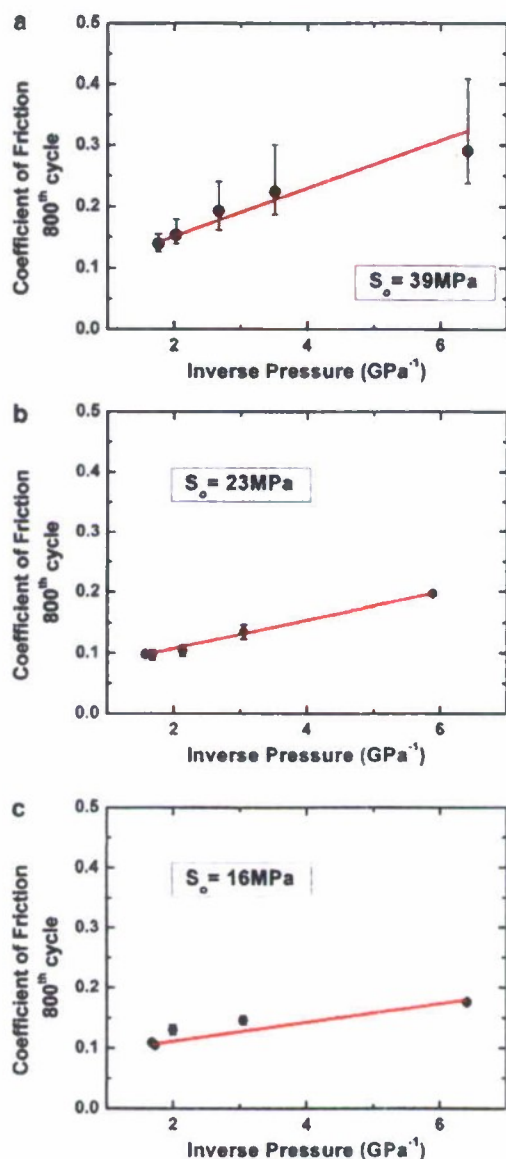 a
0.5
0.4
0.3
0.2
0.1
0.0
Coefficient of Friction
800th cycle
S₀= 39MPa
2
4
6
Inverse Pressure (GPa⁻¹)
b
0.5
0.4
0.3
0.2
0.1
0.0
Coefficient of Friction
800th cycle
S₀= 23MPa
2
4
6
Inverse Pressure (GPa⁻¹)
c
0.5
0.4
0.3
0.2
0.1
0.0
Coefficient of Friction
800th cycle
S₀= 16MPa
2
4
6
Inverse Pressure (GPa⁻¹)